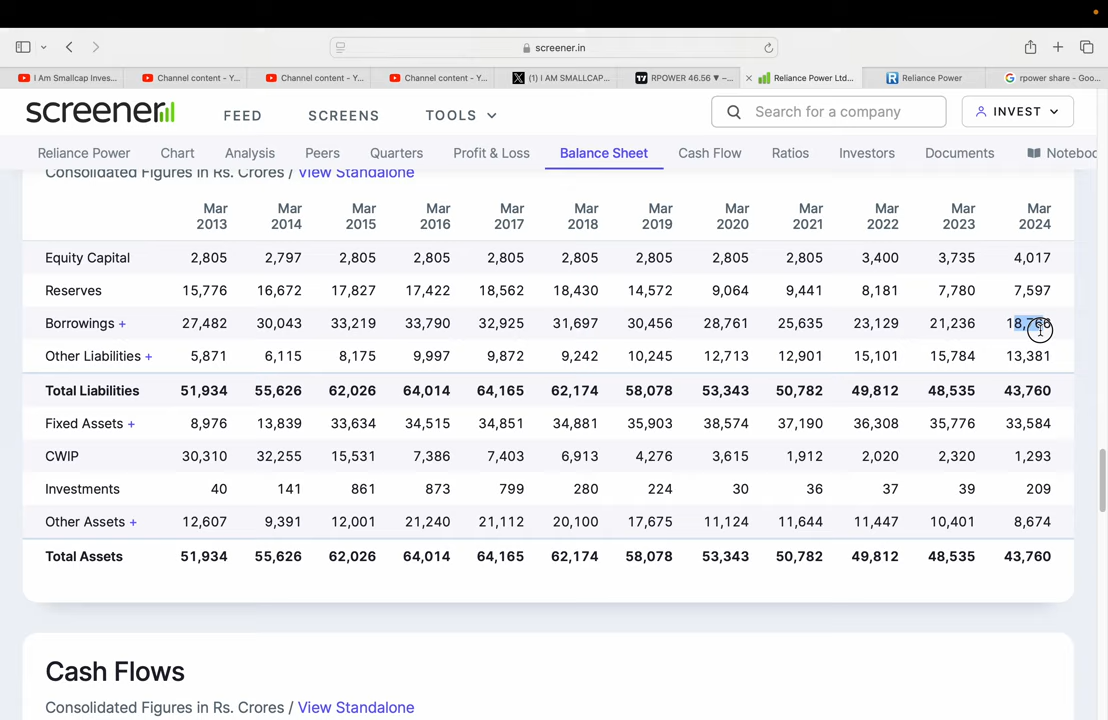 screener.in
I Am Smallcap Inves...
Channel content - Y...
Channel content - Y...
Channel content - Y...
(1) I AM SMALLCAP...
RPOWER 46.56 ▼ −...
Reliance Power Ltd...
Reliance Power
rpower share - Goo...
screener
FEED
SCREENS
TOOLS
Search for a company
INVEST
Reliance Power Chart Analysis Peers Quarters Profit & Loss Balance Sheet Cash Flow Ratios Investors Documents Noteboo
Consolidated Figures in Rs. Crores / View Standalone
Mar 2013 Mar 2014 Mar 2015 Mar 2016 Mar 2017 Mar 2018 Mar 2019 Mar 2020 Mar 2021 Mar 2022 Mar 2023 Mar 2024
Equity Capital 2,805 2,797 2,805 2,805 2,805 2,805 2,805 2,805 2,805 3,400 3,735 4,017
Reserves 15,776 16,672 17,827 17,422 18,562 18,430 14,572 9,064 9,441 8,181 7,780 7,597
Borrowings + 27,482 30,043 33,219 33,790 32,925 31,697 30,456 28,761 25,635 23,129 21,236 18,766
Other Liabilities + 5,871 6,115 8,175 9,997 9,872 9,242 10,245 12,713 12,901 15,101 15,784 13,381
Total Liabilities 51,934 55,626 62,026 64,014 64,165 62,174 58,078 53,343 50,782 49,812 48,535 43,760
Fixed Assets + 8,976 13,839 33,634 34,515 34,851 34,881 35,903 38,574 37,190 36,308 35,776 33,584
CWIP 30,310 32,255 15,531 7,386 7,403 6,913 4,276 3,615 1,912 2,020 2,320 1,293
Investments 40 141 861 873 799 280 224 30 36 37 39 209
Other Assets + 12,607 9,391 12,001 21,240 21,112 20,100 17,675 11,124 11,644 11,447 10,401 8,674
Total Assets 51,934 55,626 62,026 64,014 64,165 62,174 58,078 53,343 50,782 49,812 48,535 43,760
Cash Flows
Consolidated Figures in Rs. Crores / View Standalone